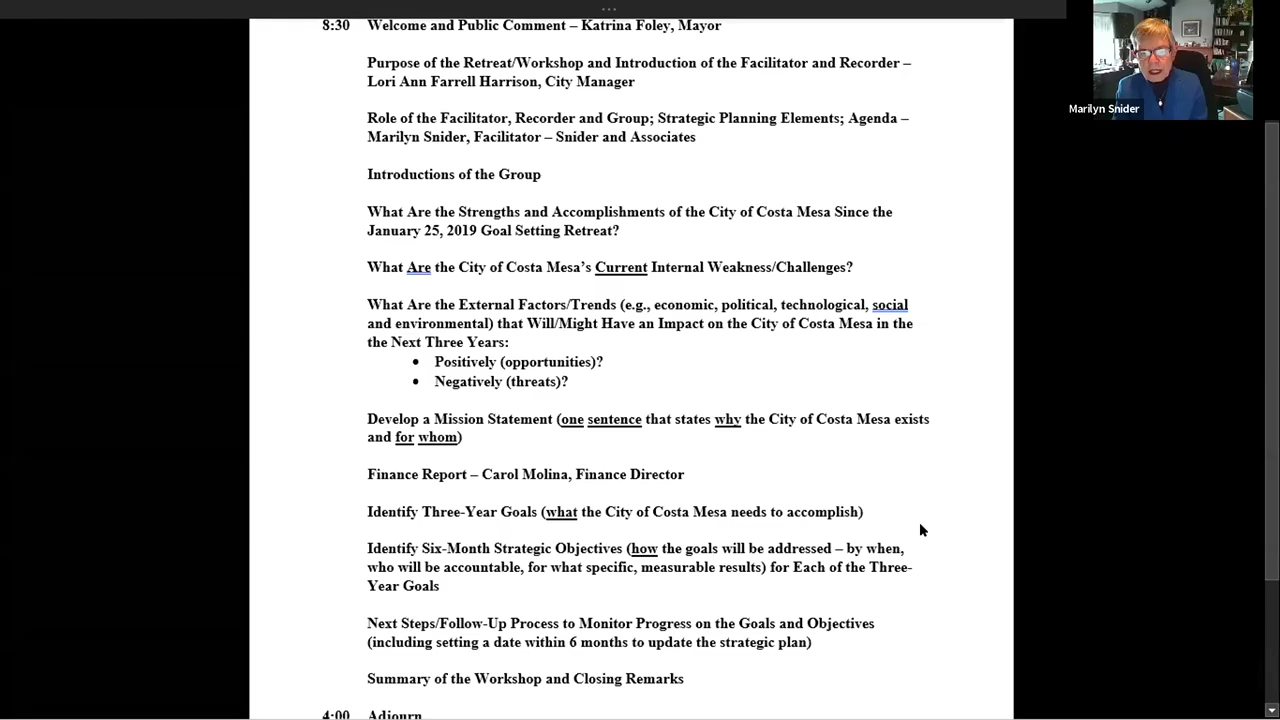 8:30 Welcome and Public Comment – Katrina Foley, Mayor
Purpose of the Retreat/Workshop and Introduction of the Facilitator and Recorder –
Lori Ann Farrell Harrison, City Manager
Role of the Facilitator, Recorder and Group; Strategic Planning Elements; Agenda –
Marilyn Snider, Facilitator – Snider and Associates
Introductions of the Group
What Are the Strengths and Accomplishments of the City of Costa Mesa Since the
January 25, 2019 Goal Setting Retreat?
What Are the City of Costa Mesa’s Current Internal Weakness/Challenges?
What Are the External Factors/Trends (e.g., economic, political, technological, social
and environmental) that Will/Might Have an Impact on the City of Costa Mesa in the
the Next Three Years:
• Positively (opportunities)?
• Negatively (threats)?
Develop a Mission Statement (one sentence that states why the City of Costa Mesa exists
and for whom)
Finance Report – Carol Molina, Finance Director
Identify Three-Year Goals (what the City of Costa Mesa needs to accomplish)
Identify Six-Month Strategic Objectives (how the goals will be addressed – by when,
who will be accountable, for what specific, measurable results) for Each of the Three-
Year Goals
Next Steps/Follow-Up Process to Monitor Progress on the Goals and Objectives
(including setting a date within 6 months to update the strategic plan)
Summary of the Workshop and Closing Remarks
4:00 Adjourn
Marilyn Snider